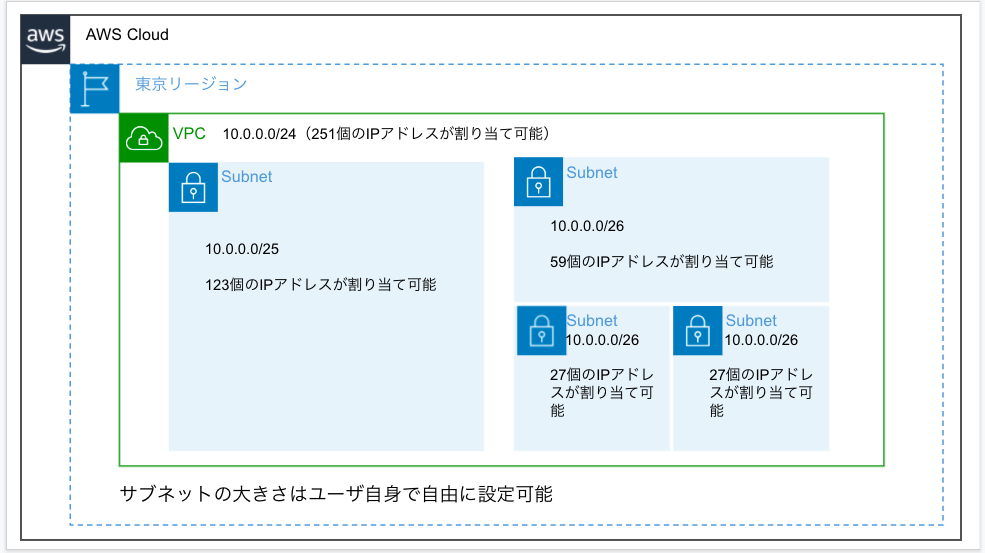 aws
AWS Cloud
東京リージョン
VPC 10.0.0.0/24（251個のIPアドレスが割り当て可能）
Subnet
10.0.0.0/25
123個のIPアドレスが割り当て可能
Subnet
10.0.0.0/26
59個のIPアドレスが割り当て可能
Subnet
10.0.0.0/26
27個のIPアドレ
スが割り当て可
能
Subnet
10.0.0.0/26
27個のIPアドレ
スが割り当て可
能
サブネットの大きさはユーザ自身で自由に設定可能